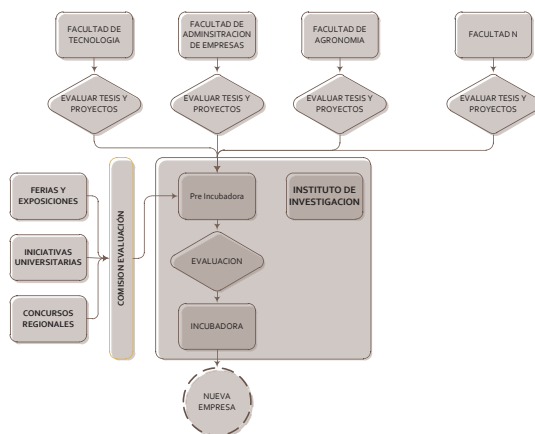 FACULTAD DE
TECNOLOGIA
FACULTAD DE
ADMINSITRACION
DE EMPRESAS
FACULTAD DE
AGRONOMIA
FACULTAD N
EVALUAR TESIS Y
PROYECTOS
EVALUAR TESIS Y
PROYECTOS
EVALUAR TESIS Y
PROYECTOS
EVALUAR TESIS Y
PROYECTOS
FERIAS Y
EXPOSICIONES
INICIATIVAS
UNIVERSITARIAS
CONCURSOS
REGIONALES
COMISION EVALUACIÓN
Pre Incubadora
INSTITUTO DE
INVESTIGACION
EVALUACION
INCUBADORA
NUEVA
EMPRESA